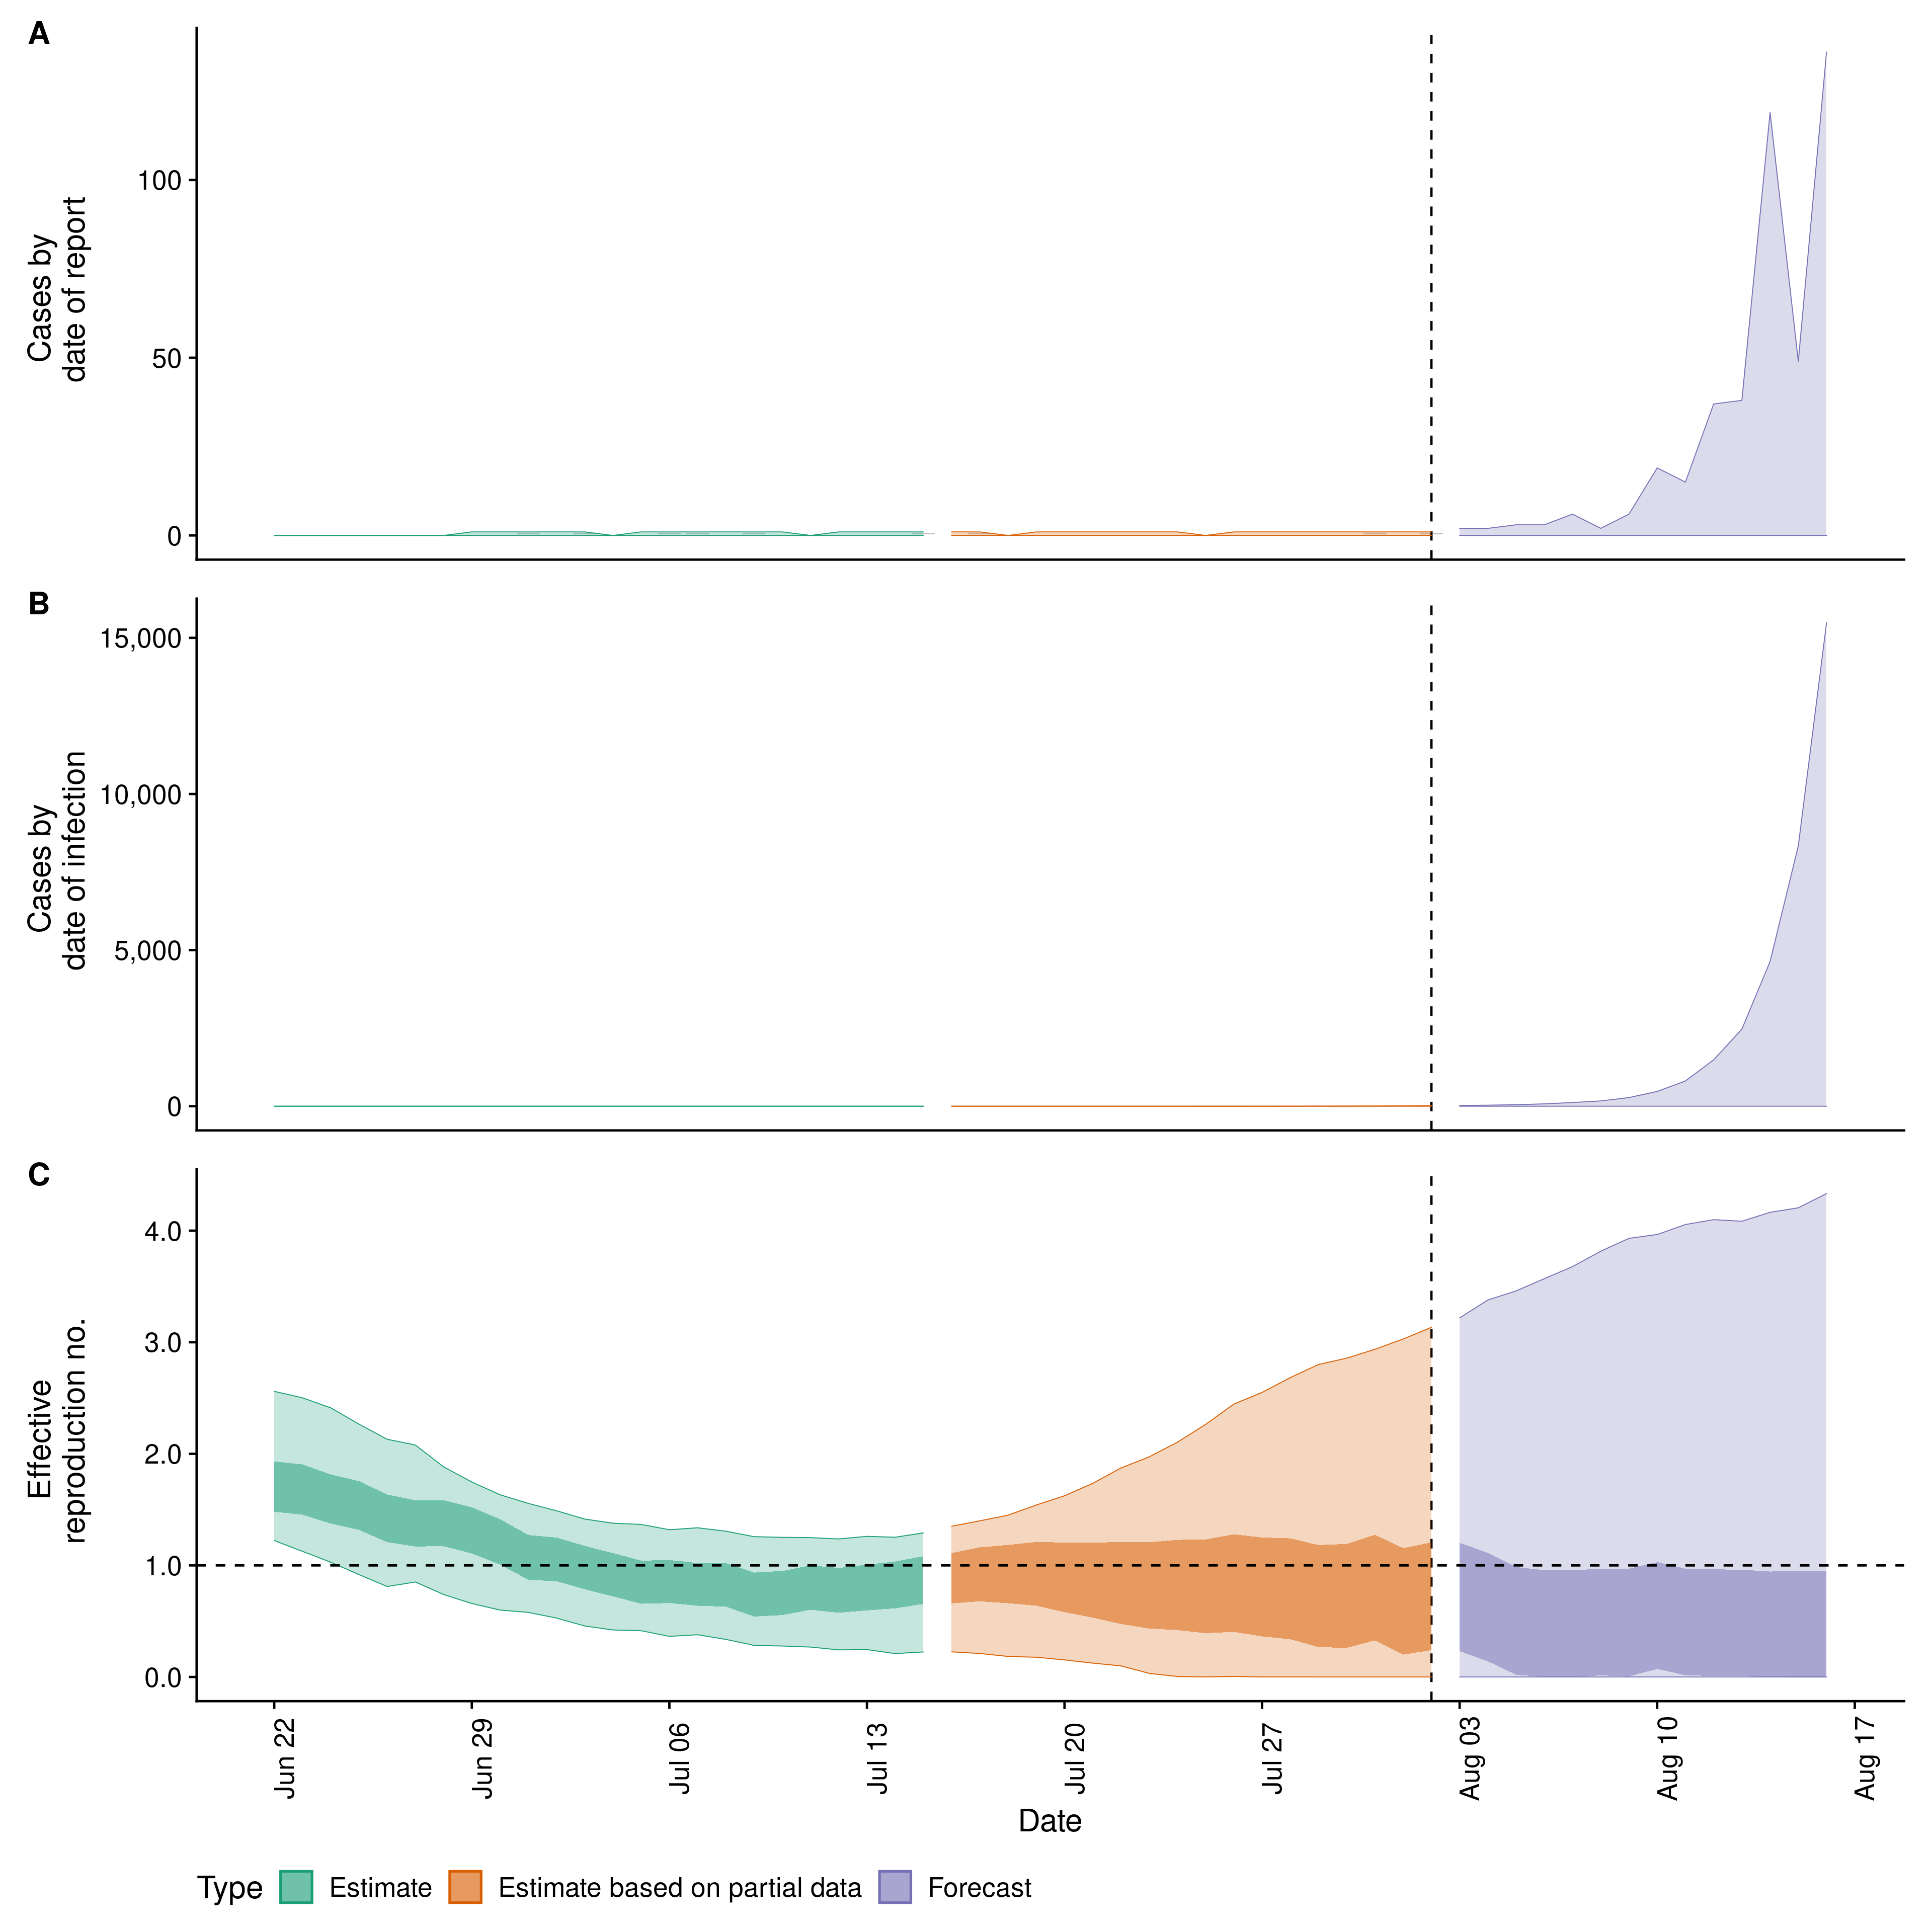 A
Cases by
date of report
100
50
0
B
Cases by
date of infection
15,000
10,000
5,000
0
C
Effective
reproduction no.
4.0
3.0
2.0
1.0
0.0
Jun 22
Jun 29
Jul 06
Jul 13
Jul 20
Jul 27
Aug 03
Aug 10
Aug 17
Date
Type Estimate Estimate based on partial data Forecast